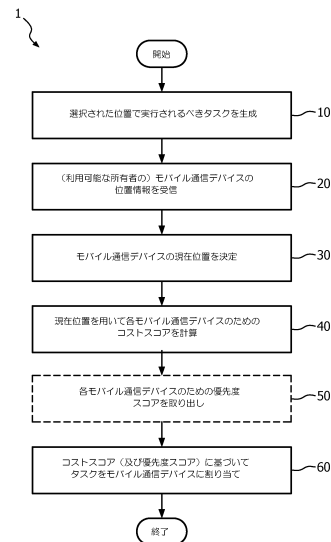 1
開始
選択された位置で実行されるべきタスクを生成
10
(利用可能な所有者の)モバイル通信デバイスの
位置情報を受信
20
モバイル通信デバイスの現在位置を決定
30
現在位置を用いて各モバイル通信デバイスのための
コストスコアを計算
40
各モバイル通信デバイスのための優先度
スコアを取り出し
50
コストスコア(及び優先度スコア)に基づいて
タスクをモバイル通信デバイスに割り当て
60
終了